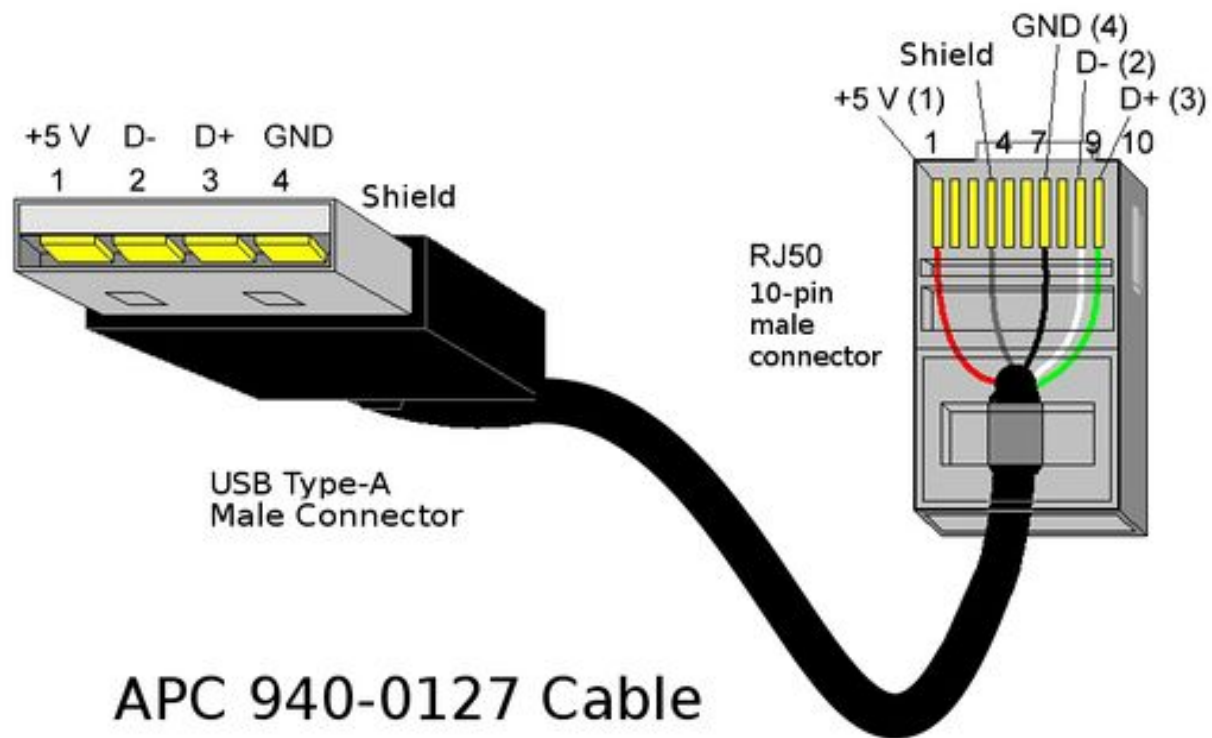 GND (4)
Shield
D- (2)
+5 V (1)
D+ (3)
+5 V D- D+ GND
1 2 3 4
Shield
1 4 7 9 10
RJ50
10-pin
male
connector
USB Type-A
Male Connector
APC 940-0127 Cable